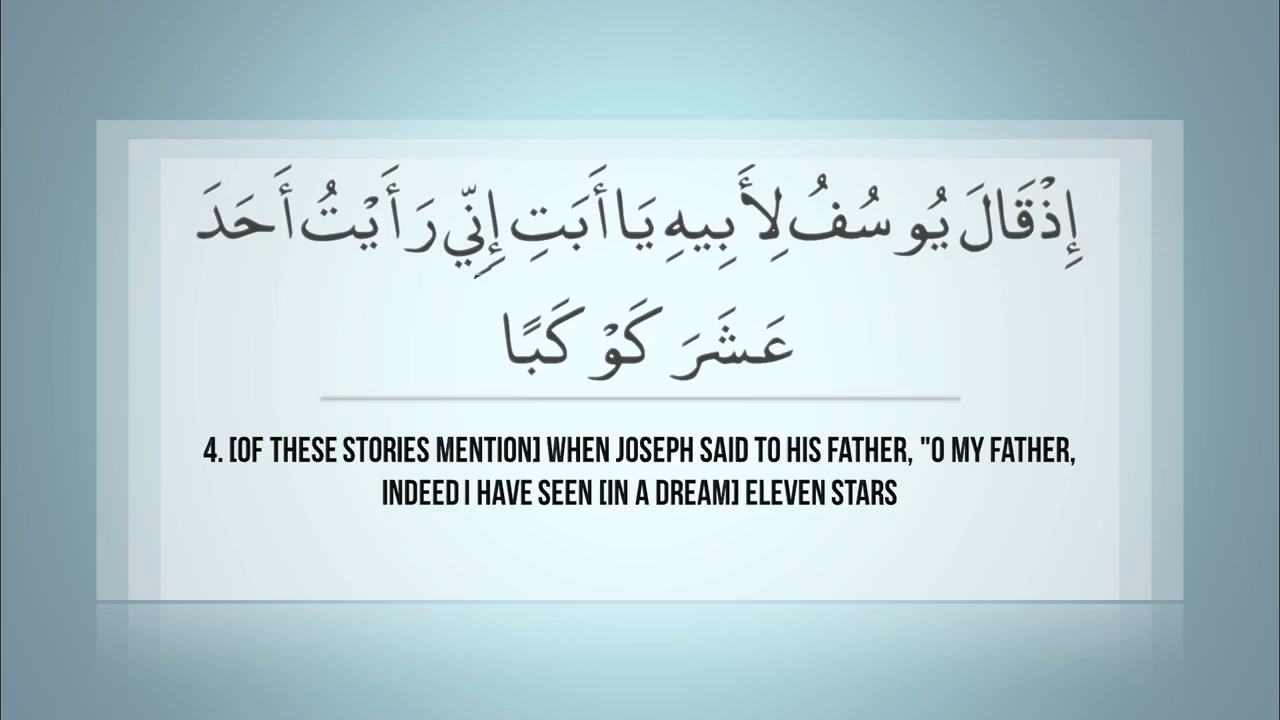 إِذْ قَالَ يُوسُفُ لِأَبِيهِ يَا أَبَتِ إِنِّي رَأَيْتُ أَحَدَ
عَشَرَ كَوْكَبًا
4. [OF THESE STORIES MENTION] WHEN JOSEPH SAID TO HIS FATHER, "O MY FATHER,
INDEED I HAVE SEEN [IN A DREAM] ELEVEN STARS